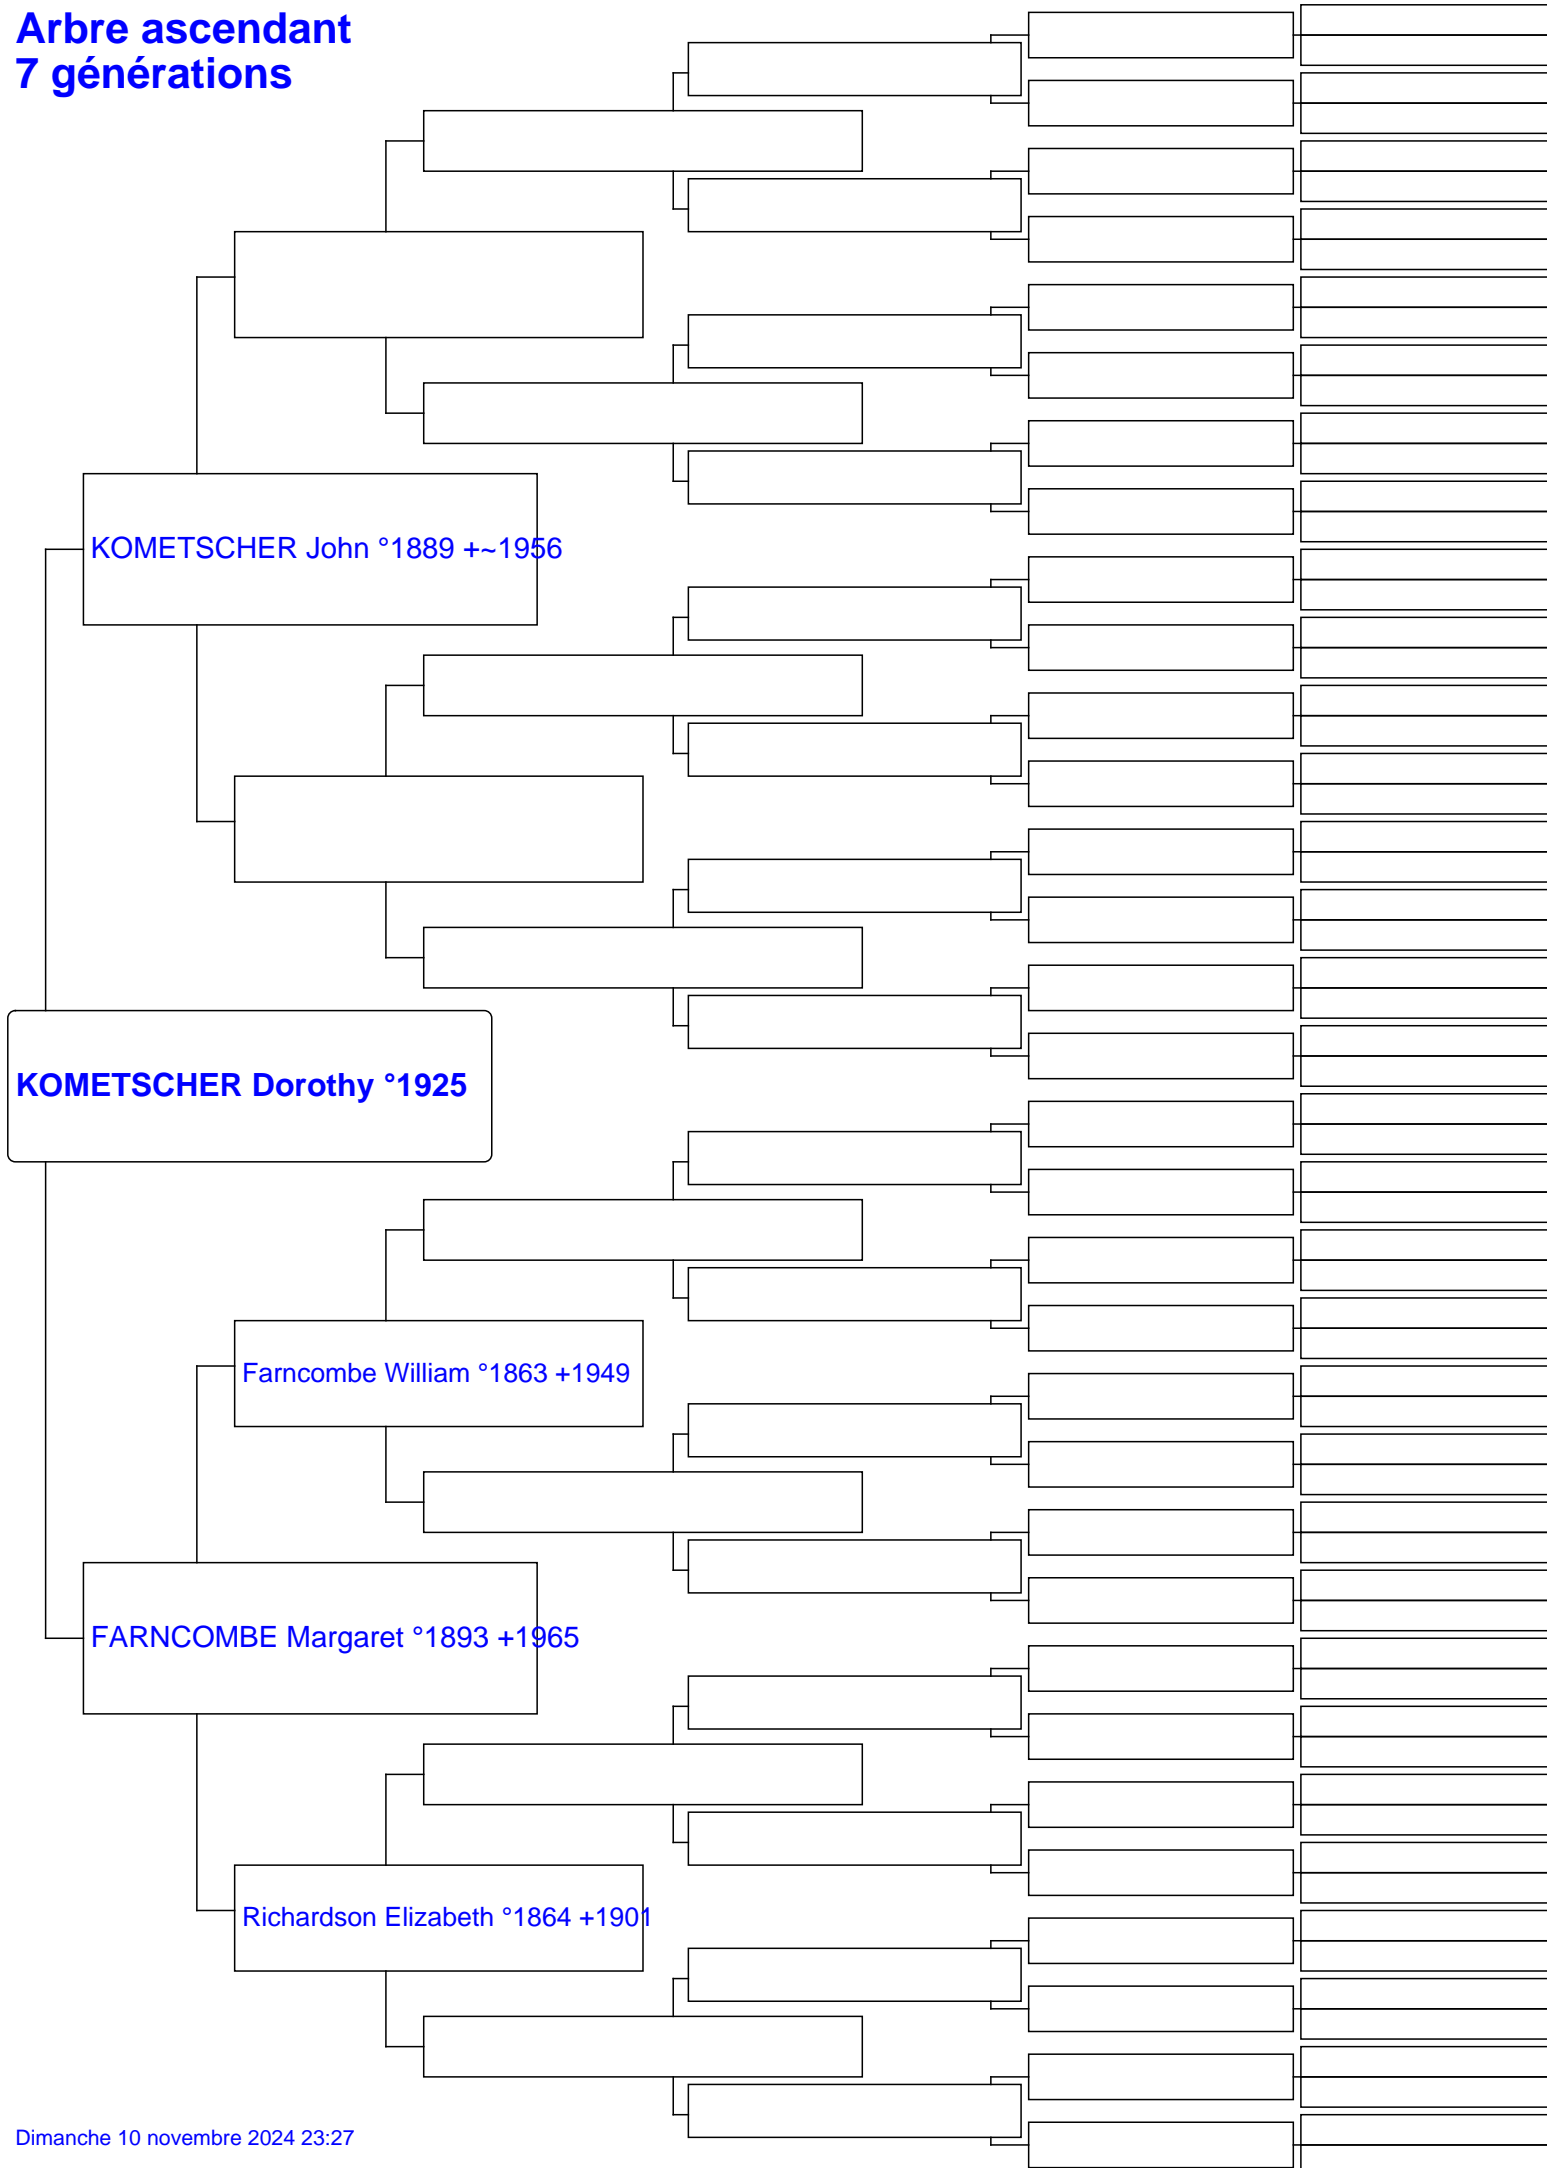 Arbre ascendant
7 générations
KOMETSCHER John °1889 +~1956
KOMETSCHER Dorothy °1925
Farncombe William °1863 +1949
FARNCOMBE Margaret °1893 +1965
Richardson Elizabeth °1864 +1901
Dimanche 10 novembre 2024 23:27